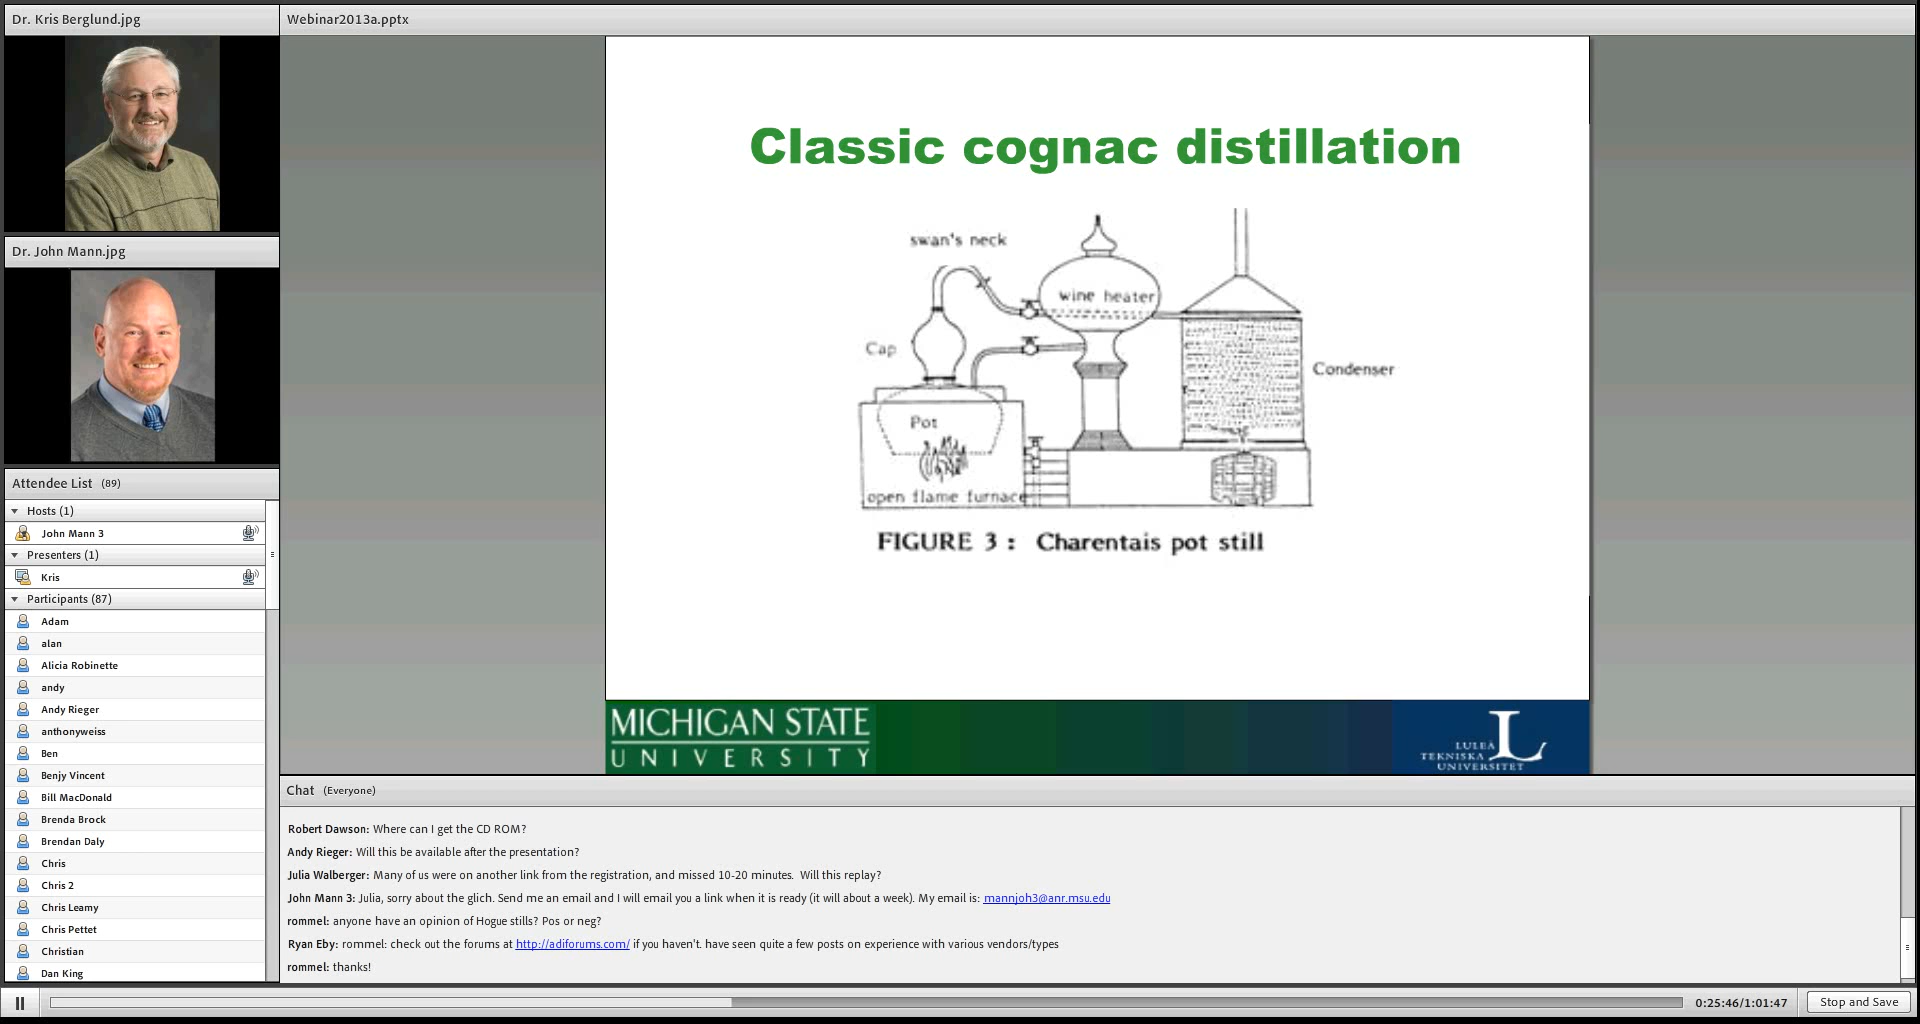 Dr. Kris Berglund.jpg
Dr. John Mann.jpg
Attendee List (89)
Hosts (1)
John Mann 3
Presenters (1)
Kris
Participants (87)
Adam
alan
Alicia Robinette
andy
Andy Rieger
anthonyweiss
Ben
Benjy Vincent
Bill MacDonald
Brenda Brock
Brendan Daly
Chris
Chris 2
Chris Leamy
Chris Pettet
Christian
Dan King
Webinar2013a.pptx
Classic cognac distillation
swan's neck
wine heater
Cap
Condenser
Pot
open flame furnace
FIGURE 3 : Charentais pot still
MICHIGAN STATE
UNIVERSITY
LULEÅ
TEKNISKA
UNIVERSITET
Chat (Everyone)
Robert Dawson: Where can I get the CD ROM?
Andy Rieger: Will this be available after the presentation?
Julia Walberger: Many of us were on another link from the registration, and missed 10-20 minutes. Will this replay?
John Mann 3: Julia, sorry about the glich. Send me an email and I will email you a link when it is ready (it will about a week). My email is: mannjoh3@anr.msu.edu
rommel: anyone have an opinion of Hogue stills? Pos or neg?
Ryan Eby: rommel: check out the forums at http://adiforums.com/ if you haven't. have seen quite a few posts on experience with various vendors/types
rommel: thanks!
0:25:46/1:01:47
Stop and Save